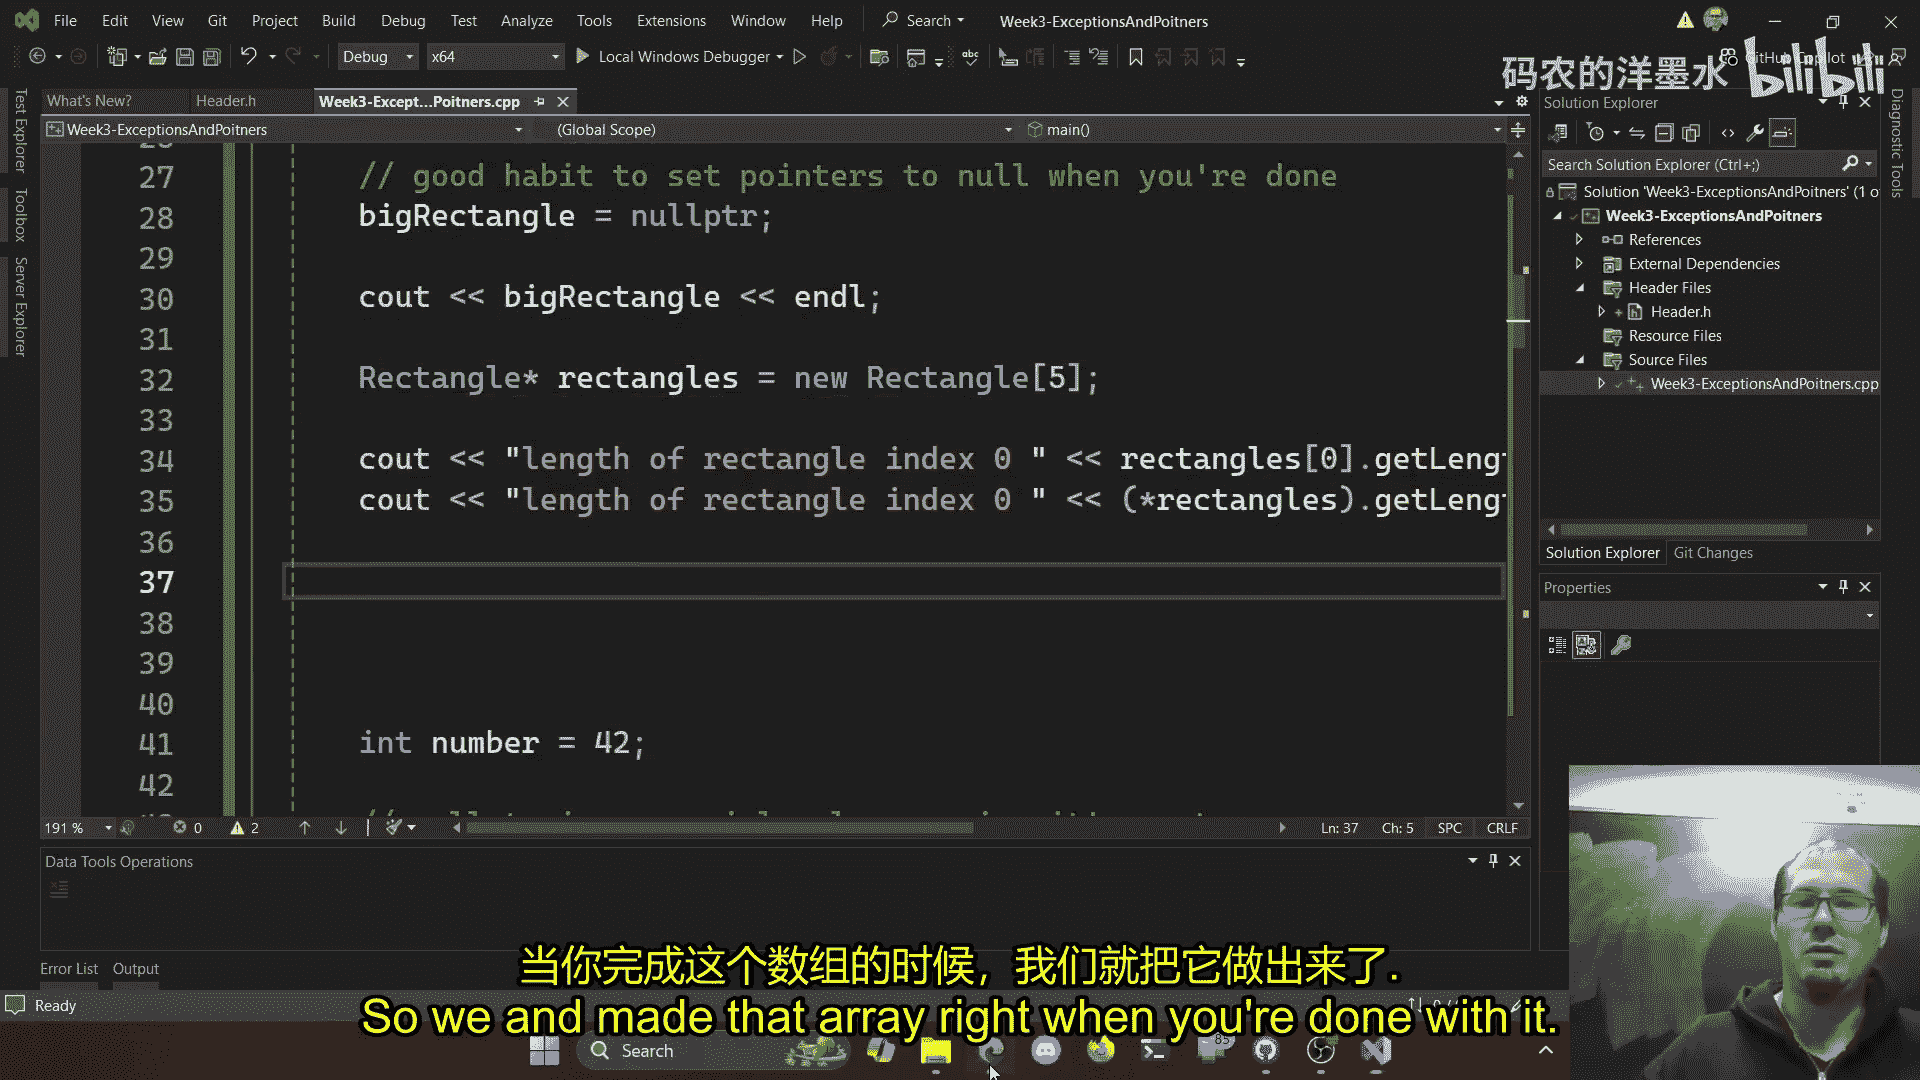 File Edit View Git Project Build Debug Test Analyze Tools Extensions Window Help Search Week3-ExceptionsAndPoitners
Debug x64 Local Windows Debugger
码农的洋墨水 bilibili
What's New? Header.h Week3-Except...Poitners.cpp
Week3-ExceptionsAndPoitners (Global Scope) main()
Test Explorer
Toolbox
Server Explorer
27 // good habit to set pointers to null when you're done
28 bigRectangle = nullptr;
29
30 cout << bigRectangle << endl;
31
32 Rectangle* rectangles = new Rectangle[5];
33
34 cout << "length of rectangle index 0 " << rectangles[0].getLeng
35 cout << "length of rectangle index 0 " << (*rectangles).getLeng
36
37
38
39
40
41 int number = 42;
42
191 % 0 2 Ln: 37 Ch: 5 SPC CRLF
Data Tools Operations
Error List Output
Ready
Solution Explorer
Search Solution Explorer (Ctrl+;)
Solution 'Week3-ExceptionsAndPoitners' (1 o
Week3-ExceptionsAndPoitners
References
External Dependencies
Header Files
Header.h
Resource Files
Source Files
Week3-ExceptionsAndPoitners.cpp
Solution Explorer Git Changes
Properties
Diagnostic Tools
当你完成这个数组的时候，我们就把它做出来了.
So we and made that array right when you're done with it.
Search